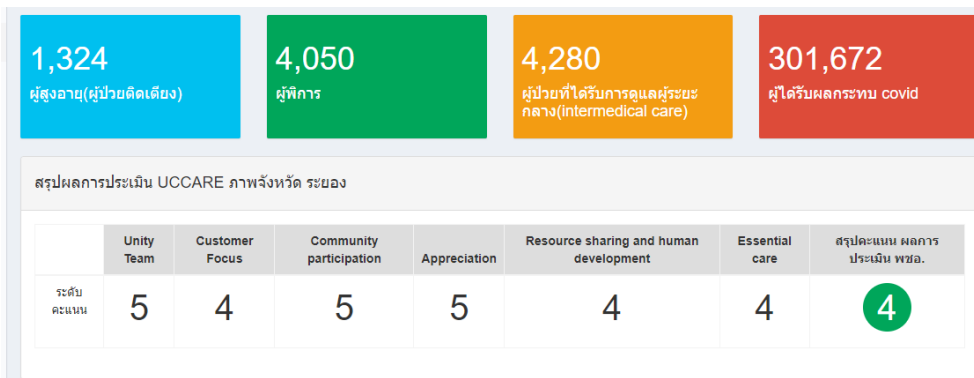 1,324
ผู้สูงอายุ(ผู้ป่วยติดเตียง)
4,050
ผู้พิการ
4,280
ผู้ป่วยที่ได้รับการดูแลผู้ระยะ
กลาง(intermedical care)
301,672
ผู้ได้รับผลกระทบ covid
สรุปผลการประเมิน UCCARE ภาพจังหวัด ระยอง
Unity
Team
Customer
Focus
Community
participation
Appreciation
Resource sharing and human
development
Essential
care
สรุปคะแนน ผลการ
ประเมิน พชอ.
ระดับ
คะแนน
5
4
5
5
4
4
4